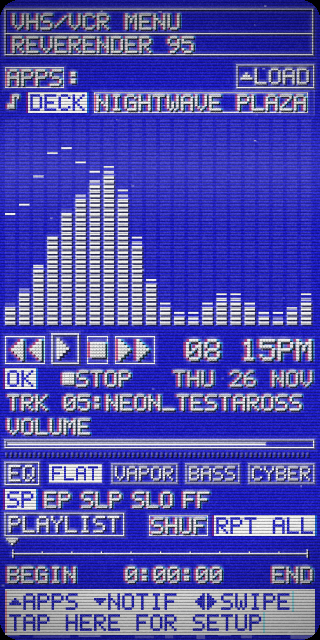 VHS/VCR MENU
REVERENDER 95
APPS: ▲LOAD
♪ DECK NIGHTWAVE PLAZA
08 15PM
OK ■STOP THU 26 NOV
TRK 05:NEON_TESTAROSS
VOLUME
EQ FLAT VAPOR BASS CYBER
SP EP SLP SLO FF
PLAYLIST SHUF RPT ALL
BEGIN 0:00:00 END
▲APPS ▼NOTIF ◀▶SWIPE
TAP HERE FOR SETUP